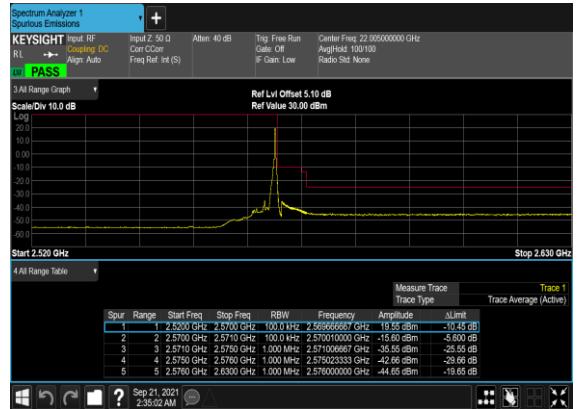 Spectrum Analyzer 1
Spurious Emissions
+
KEYSIGHT Input: RF Input Z: 50 Ω Atten: 40 dB Trig: Free Run Center Freq: 22.005000000 GHz
RL Coupling: DC Corr CCorr Gate: Off Avg|Hold: 100/100
Align: Auto Freq Ref: Int (S) IF Gain: Low Radio Std: None
LW PASS
3 All Range Graph
Ref Lvl Offset 5.10 dB
Scale/Div 10.0 dB Ref Value 30.00 dBm
Log
20.0
10.0
0.00
-10.0
-20.0
-30.0
-40.0
-50.0
-60.0
Start 2.520 GHz Stop 2.630 GHz
4 All Range Table
Measure Trace Trace 1
Trace Type Trace Average (Active)
Spur Range Start Freq Stop Freq RBW Frequency Amplitude ΔLimit
1 1 2.5200 GHz 2.5700 GHz 100.0 kHz 2.569666667 GHz 19.55 dBm -10.45 dB
2 2 2.5700 GHz 2.5710 GHz 100.0 kHz 2.570010000 GHz -15.60 dBm -5.600 dB
3 3 2.5710 GHz 2.5750 GHz 1.000 MHz 2.571006667 GHz -35.55 dBm -25.55 dB
4 4 2.5750 GHz 2.5760 GHz 1.000 MHz 2.575023333 GHz -42.66 dBm -29.66 dB
5 5 2.5760 GHz 2.6300 GHz 1.000 MHz 2.576000000 GHz -44.65 dBm -19.65 dB
? Sep 21, 2021
2:35:02 AM